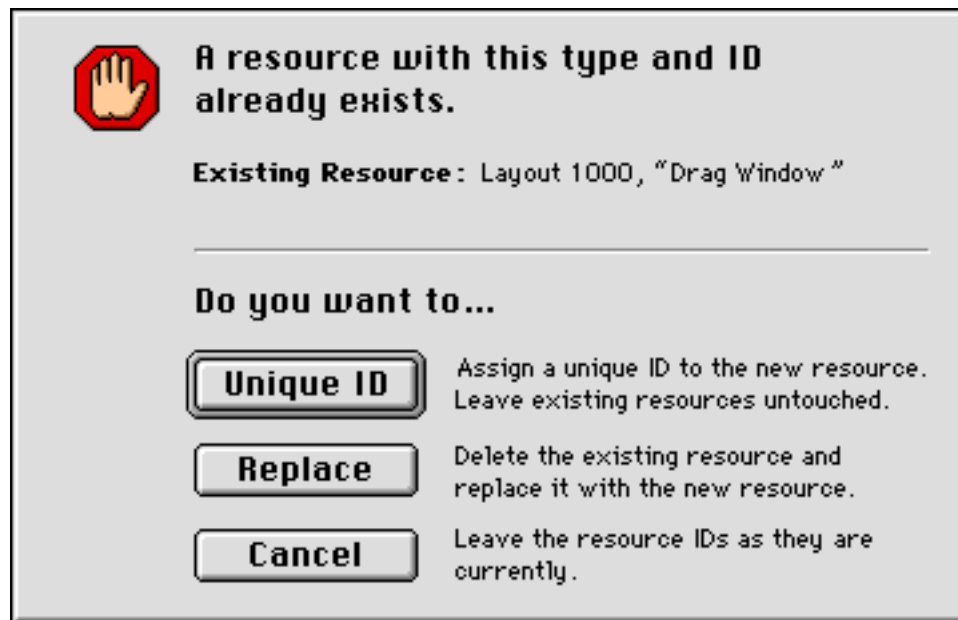 A resource with this type and ID
already exists.
Existing Resource: Layout 1000, “Drag Window”
Do you want to...
Unique ID
Assign a unique ID to the new resource.
Leave existing resources untouched.
Replace
Delete the existing resource and
replace it with the new resource.
Cancel
Leave the resource IDs as they are
currently.